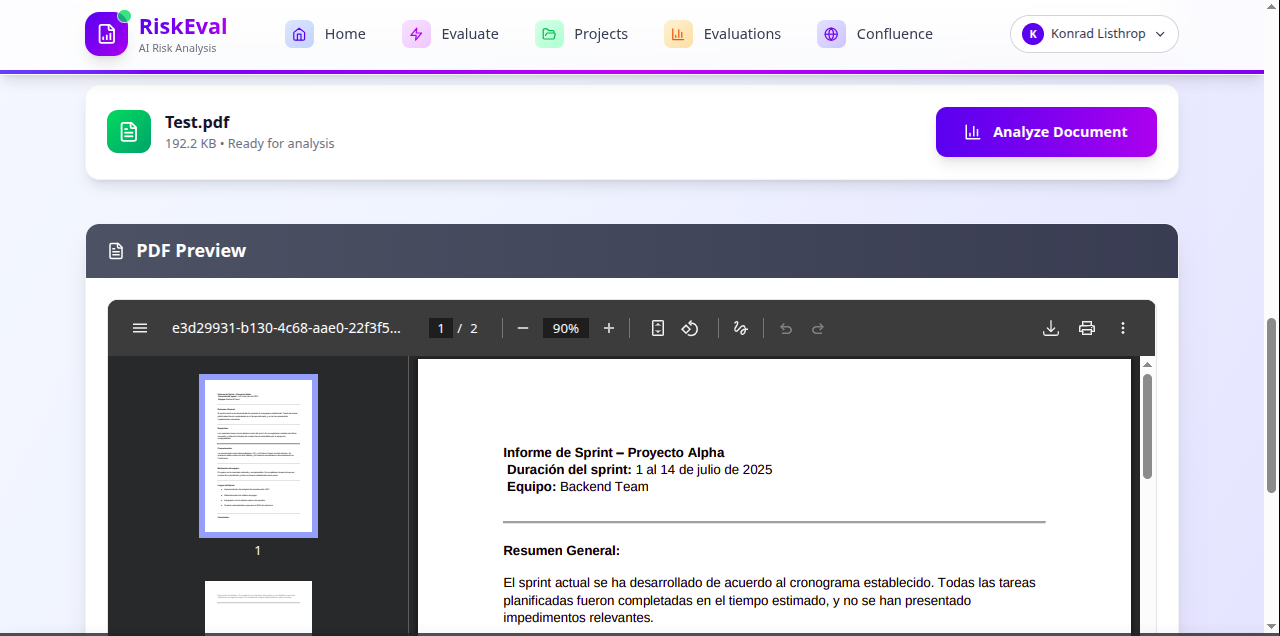 RiskEval
AI Risk Analysis
Home
Evaluate
Projects
Evaluations
Confluence
K
Konrad Listhrop
Test.pdf
192.2 KB • Ready for analysis
Analyze Document
PDF Preview
e3d29931-b130-4c68-aae0-22f3f5...
1 / 2
90%
1
Informe de Sprint – Proyecto Alpha
Duración del sprint: 1 al 14 de julio de 2025
Equipo: Backend Team
Resumen General:
El sprint actual se ha desarrollado de acuerdo al cronograma establecido. Todas las tareas
planificadas fueron completadas en el tiempo estimado, y no se han presentado
impedimentos relevantes.